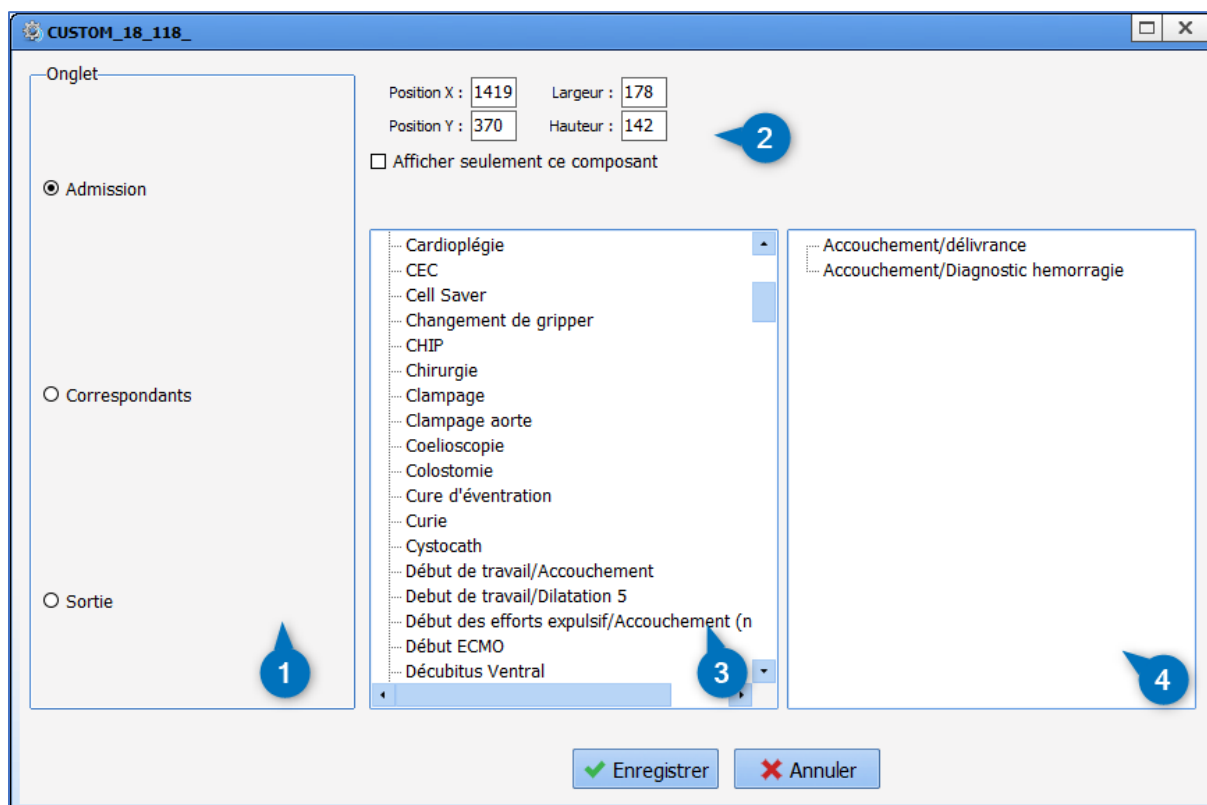 CUSTOM_18_118_
Onglet
Admission
Correspondants
Sortie
1
Position X : 1419 Largeur : 178
Position Y : 370 Hauteur : 142
Afficher seulement ce composant
2
Cardioplégie
CEC
Cell Saver
Changement de gripper
CHIP
Chirurgie
Clampage
Clampage aorte
Coelioscopie
Colostomie
Cure d'éventration
Curie
Cystocath
Début de travail/Accouchement
Debut de travail/Dilatation 5
Début des efforts expulsif/Accouchement (n
Début ECMO
Décubitus Ventral
3
Accouchement/délivrance
Accouchement/Diagnostic hemorragie
4
Enregistrer Annuler